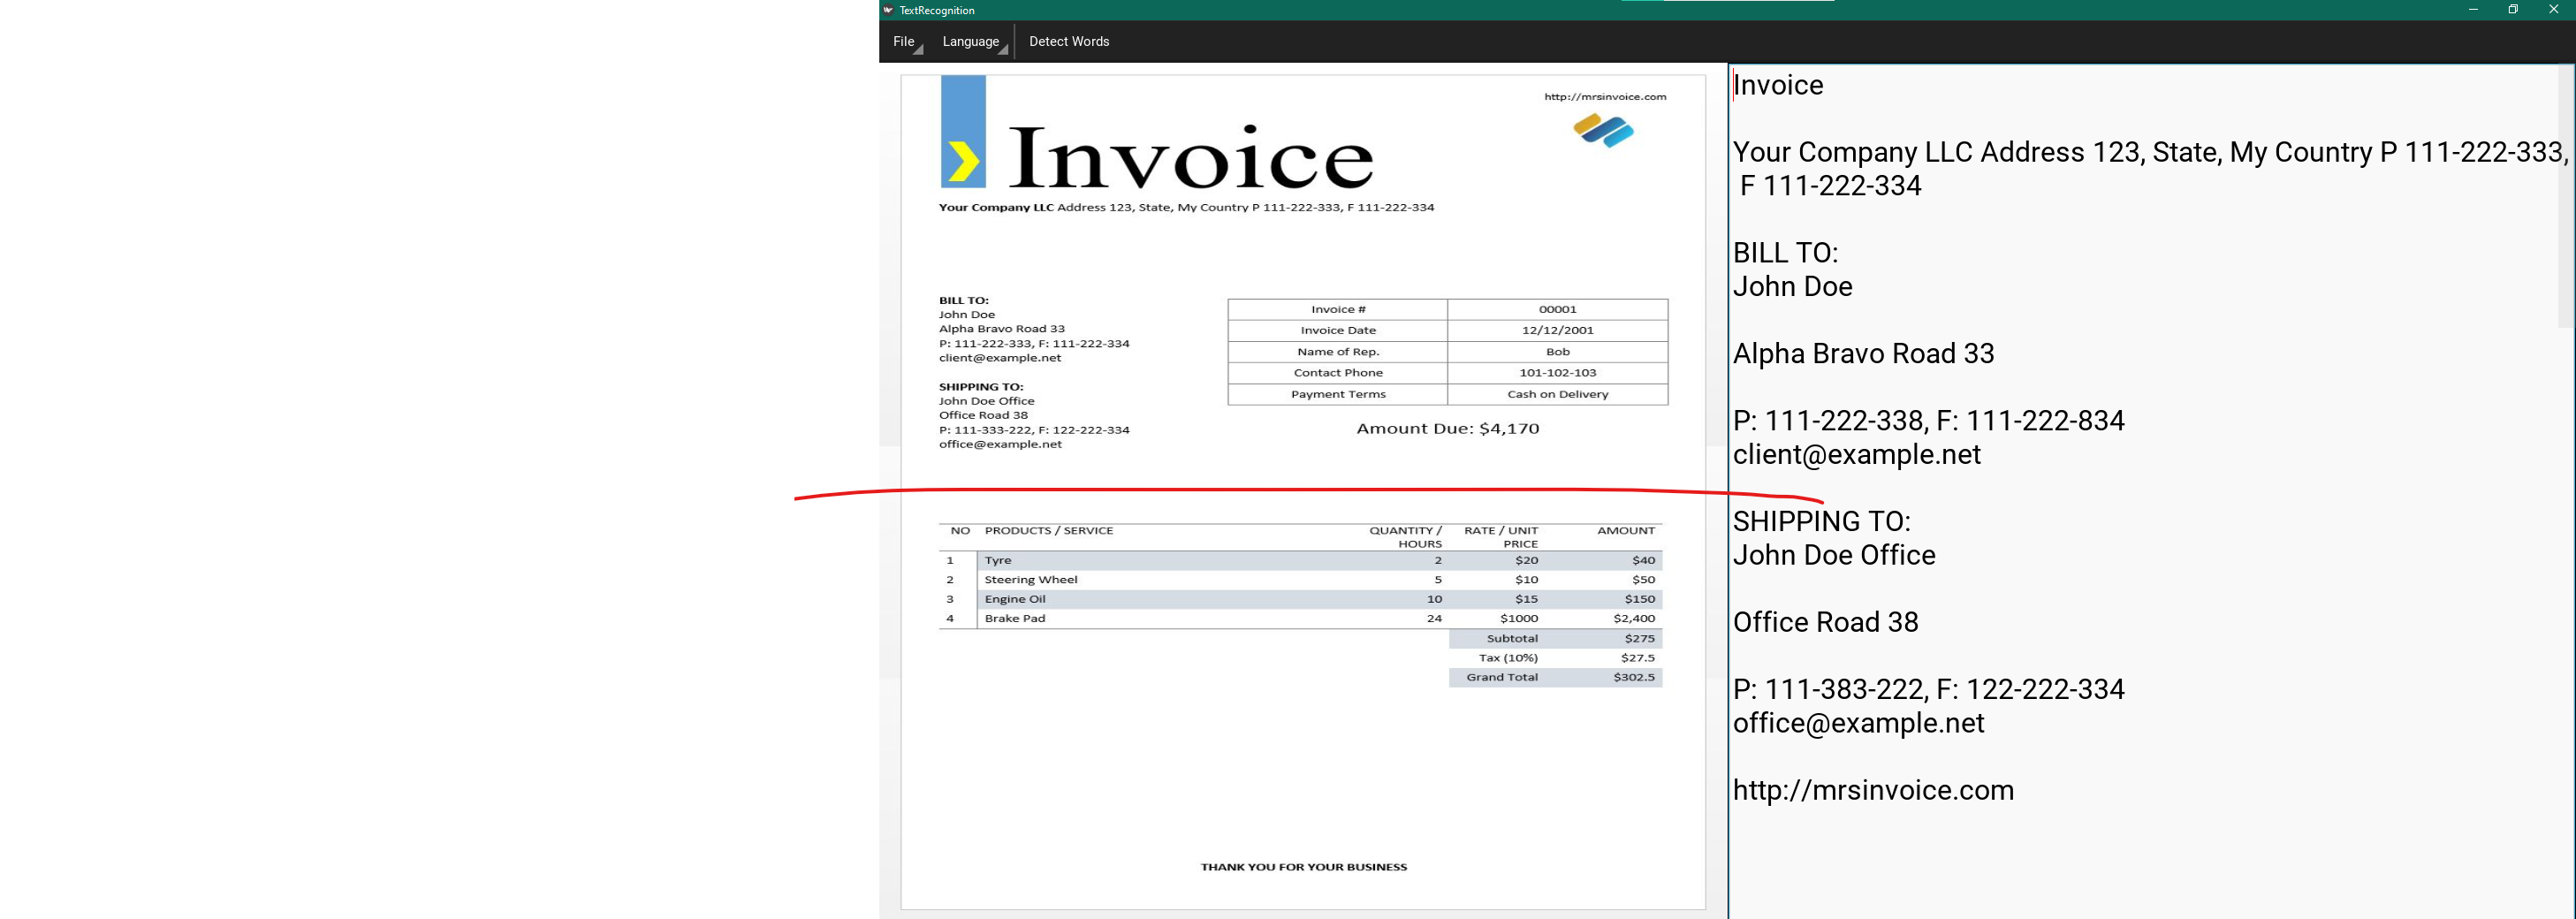 TextRecognition
File Language Detect Words
http://mrsinvoice.com
Invoice
Your Company LLC Address 123, State, My Country P 111-222-333, F 111-222-334
BILL TO:
John Doe
Alpha Bravo Road 33
P: 111-222-333, F: 111-222-334
client@example.net
SHIPPING TO:
John Doe Office
Office Road 38
P: 111-333-222, F: 122-222-334
office@example.net
Invoice # 00001
Invoice Date 12/12/2001
Name of Rep. Bob
Contact Phone 101-102-103
Payment Terms Cash on Delivery
Amount Due: $4,170
NO PRODUCTS / SERVICE QUANTITY / HOURS RATE / UNIT PRICE AMOUNT
1 Tyre 2 $20 $40
2 Steering Wheel 5 $10 $50
3 Engine Oil 10 $15 $150
4 Brake Pad 24 $1000 $2,400
Subtotal $275
Tax (10%) $27.5
Grand Total $302.5
THANK YOU FOR YOUR BUSINESS
Invoice
Your Company LLC Address 123, State, My Country P 111-222-333,
F 111-222-334
BILL TO:
John Doe
Alpha Bravo Road 33
P: 111-222-338, F: 111-222-834
client@example.net
SHIPPING TO:
John Doe Office
Office Road 38
P: 111-383-222, F: 122-222-334
office@example.net
http://mrsinvoice.com